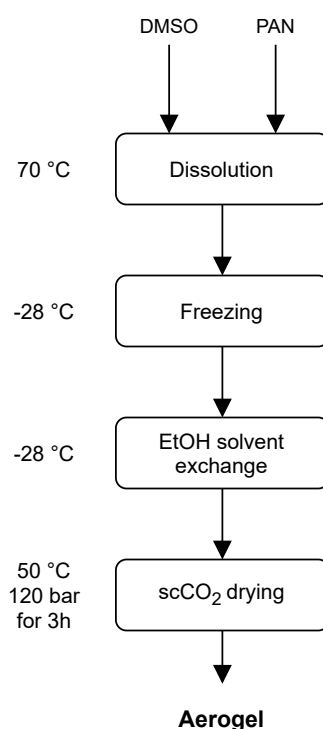 DMSO PAN
70 °C Dissolution
-28 °C Freezing
-28 °C EtOH solvent
exchange
50 °C
120 bar
for 3h
scCO₂ drying
Aerogel